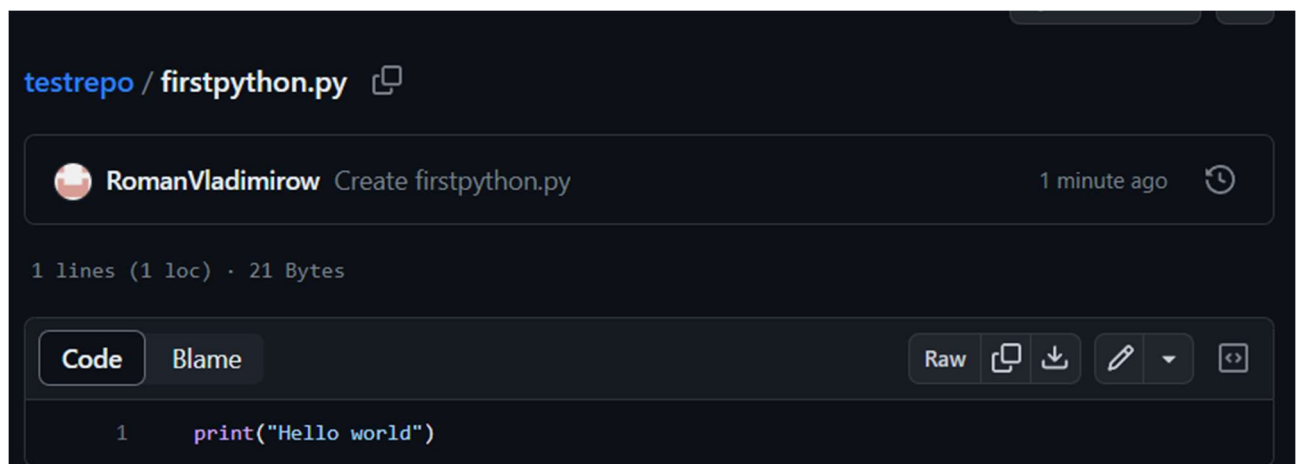 testrepo / firstpython.py
RomanVladimirow Create firstpython.py 1 minute ago
1 lines (1 loc) · 21 Bytes
Code Blame Raw
1 print("Hello world")